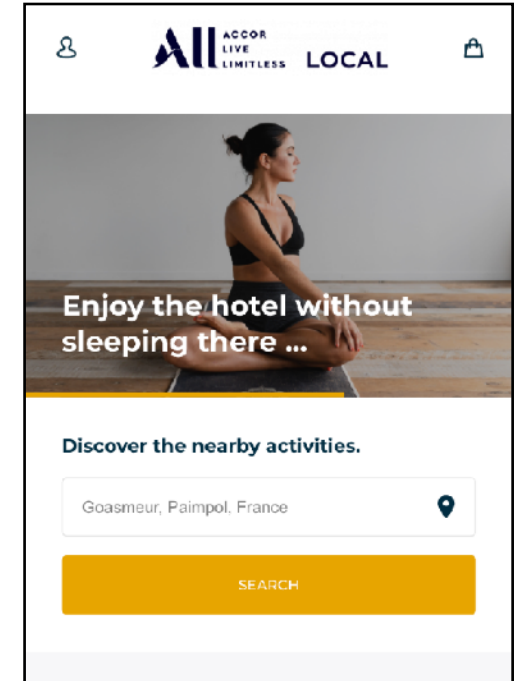 All ACCOR
LIVE
LIMITLESS LOCAL
Enjoy the hotel without
sleeping there ...
Discover the nearby activities.
Goasmeur, Paimpol, France
SEARCH